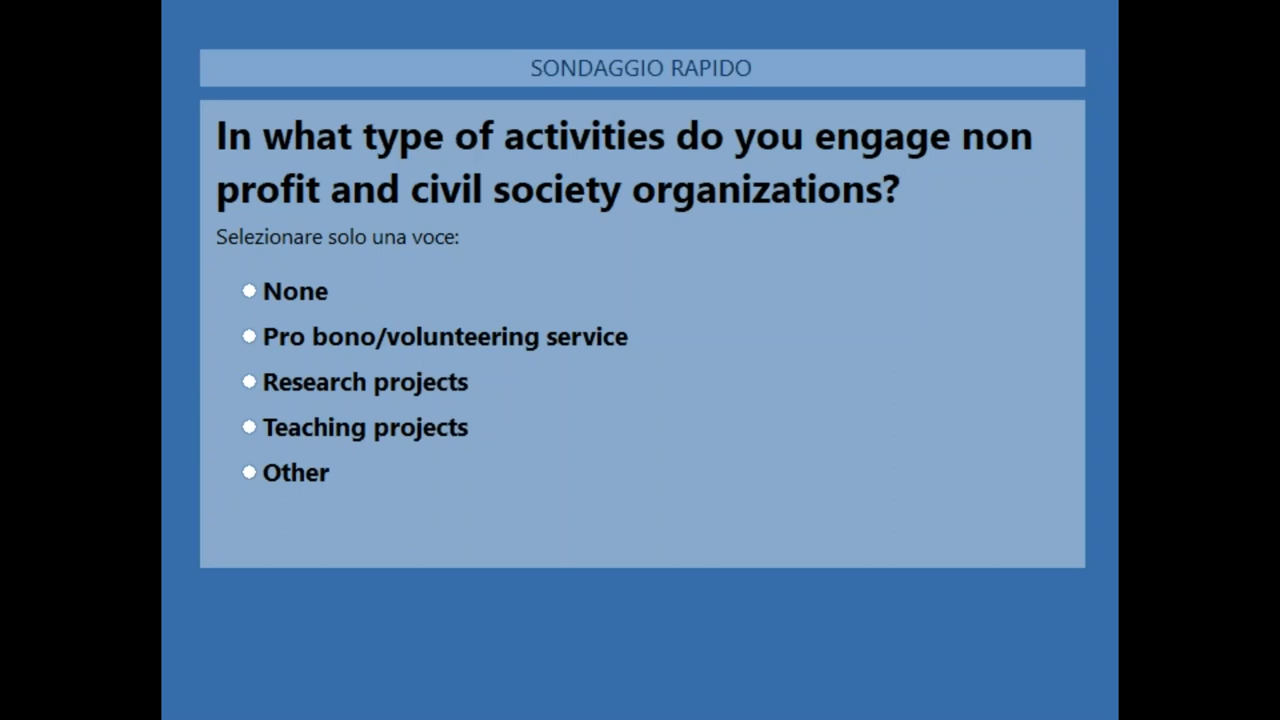 SONDAGGIO RAPIDO
In what type of activities do you engage non
profit and civil society organizations?
Selezionare solo una voce:
None
Pro bono/volunteering service
Research projects
Teaching projects
Other